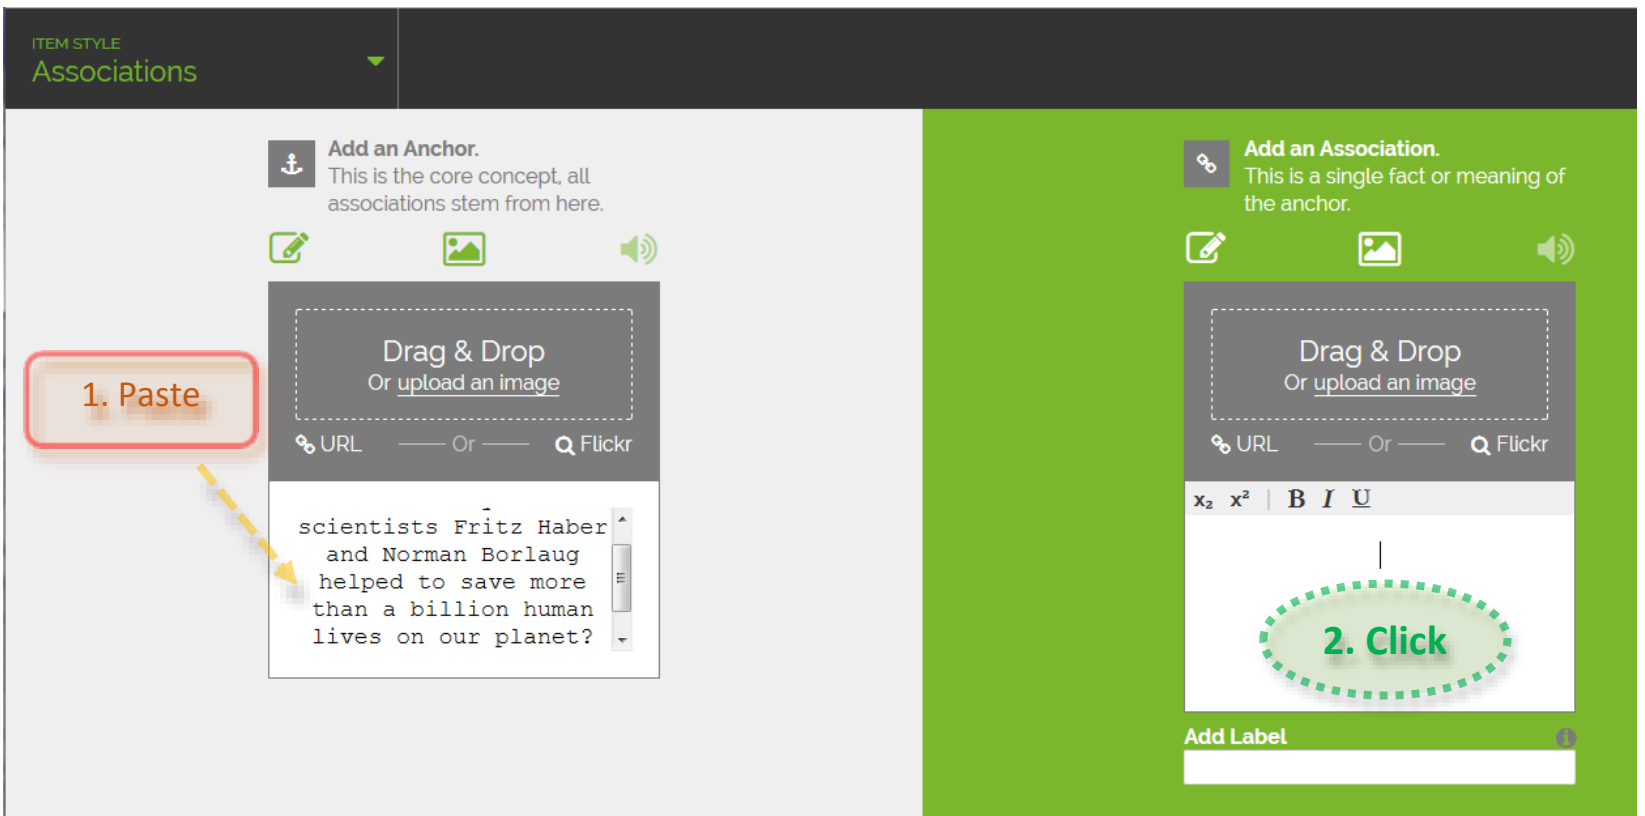 ITEM STYLE
Associations
Add an Anchor.
This is the core concept, all
associations stem from here.
Drag & Drop
Or upload an image
URL
Or
Flickr
scientists Fritz Haber
and Norman Borlaug
helped to save more
than a billion human
lives on our planet?
1. Paste
Add an Association.
This is a single fact or meaning of
the anchor.
Drag & Drop
Or upload an image
URL
Or
Flickr
x₂ x² | B I U
2. Click
Add Label